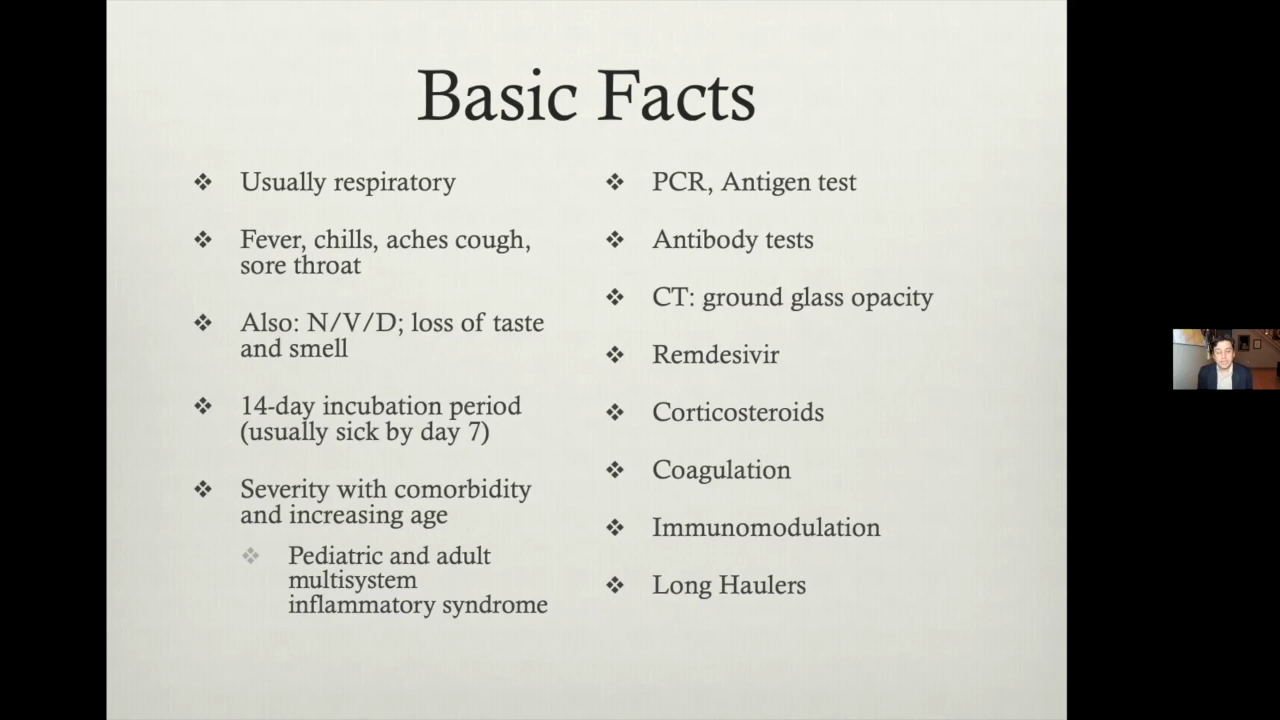 Basic Facts
Usually respiratory
Fever, chills, aches cough,
sore throat
Also: N/V/D; loss of taste
and smell
14-day incubation period
(usually sick by day 7)
Severity with comorbidity
and increasing age
Pediatric and adult
multisystem
inflammatory syndrome
PCR, Antigen test
Antibody tests
CT: ground glass opacity
Remdesivir
Corticosteroids
Coagulation
Immunomodulation
Long Haulers